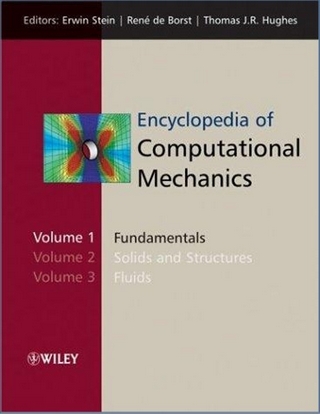 Editors: Erwin Stein | René de Borst | Thomas J.R. Hughes
Encyclopedia of
Computational
Mechanics
Volume 1 Fundamentals
Volume 2 Solids and Structures
Volume 3 Fluids
WILEY